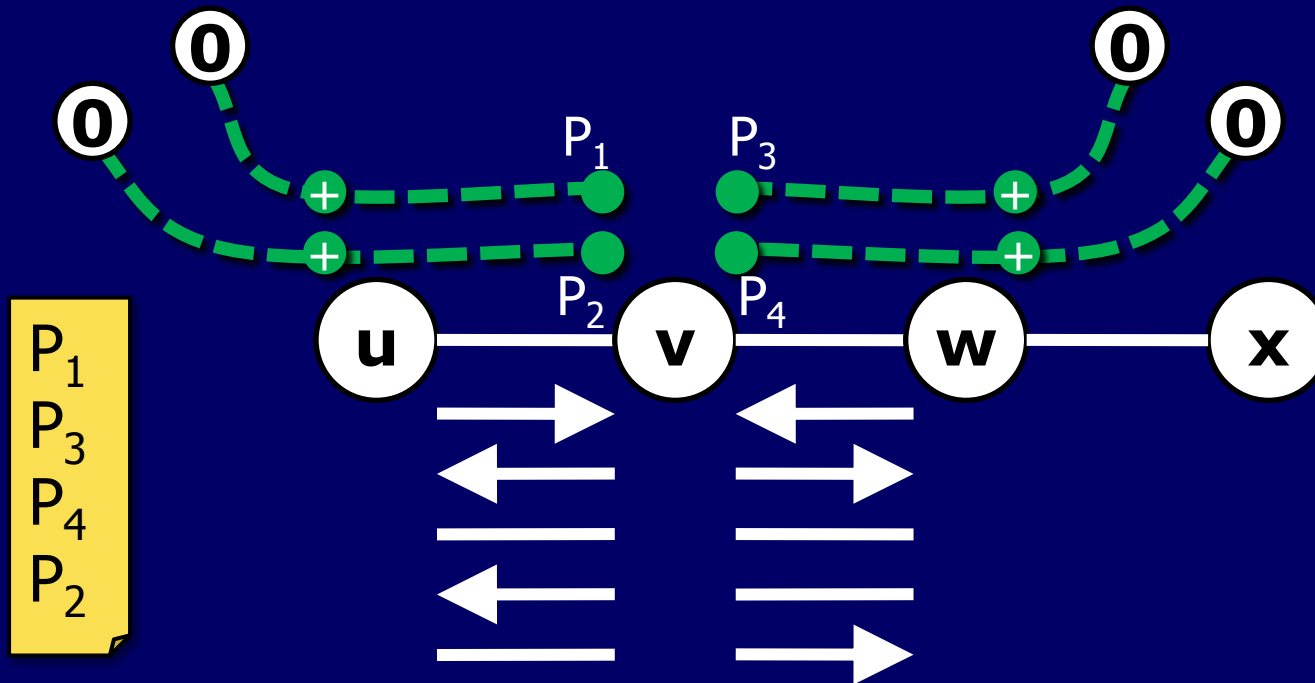 0 0
0 0
P₁ P₃
+ +
+ +
P₂ P₄
u v w x
P₁
P₃
P₄
P₂